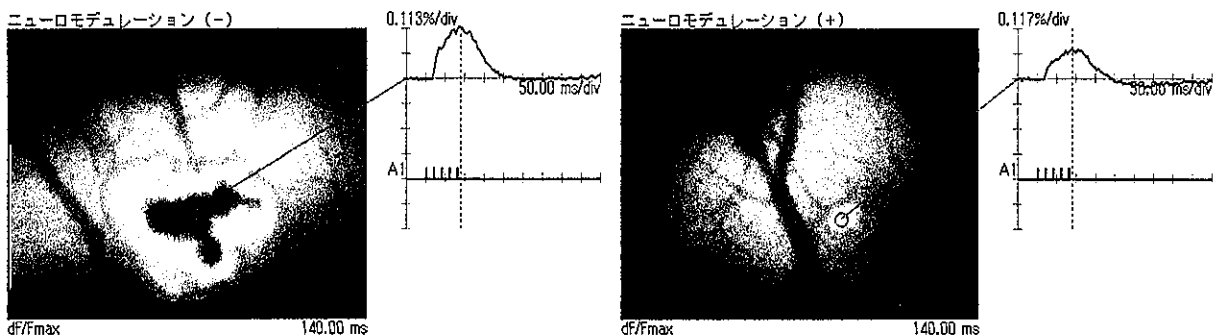 ニューロモデュレーション (-)
0.113%/div
50.00 ms/div
A1
dF/Fmax
140.00 ms
ニューロモデュレーション (+)
0.117%/div
50.00 ms/div
A1
dF/Fmax
140.00 ms